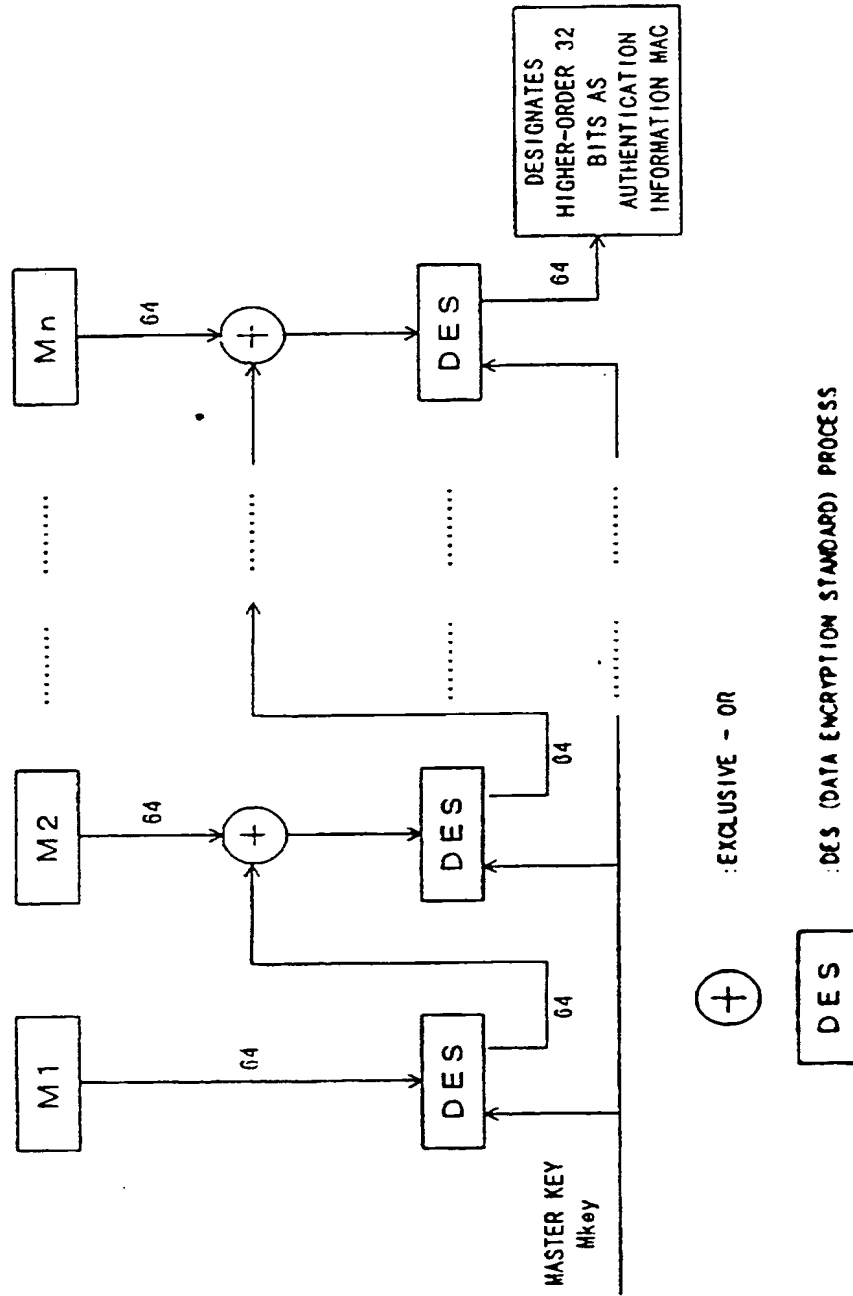 M1
M2
......... .........
Mn
64
64
64
+
+
......... .........
DES
DES
......... .........
DES
64
64
64
DESIGNATES
HIGHER-ORDER 32
BITS AS
AUTHENTICATION
INFORMATION MAC
MASTER KEY
Mkey
......... .........
+ :EXCLUSIVE - OR
DES :DES (DATA ENCRYPTION STANDARD) PROCESS